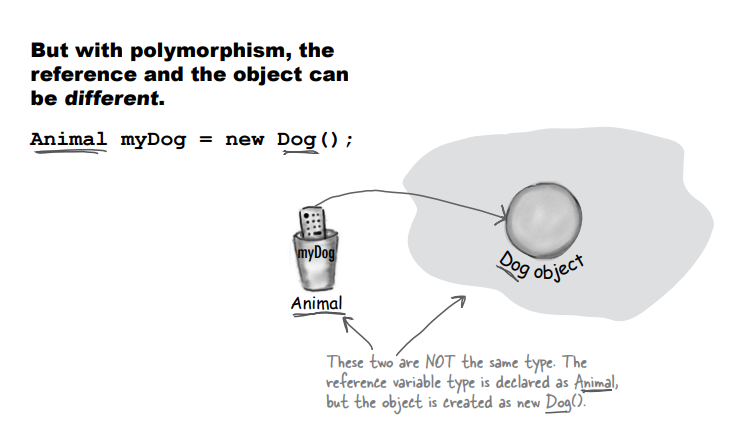 But with polymorphism, the
reference and the object can
be different.
Animal myDog = new Dog();
myDog
Dog object
Animal
These two are NOT the same type. The
reference variable type is declared as Animal,
but the object is created as new Dog().